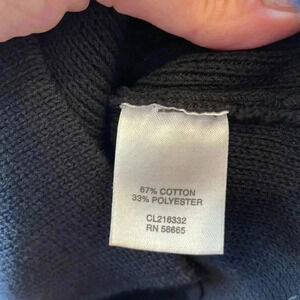 67% COTTON
33% POLYESTER
CL216332
RN 58665